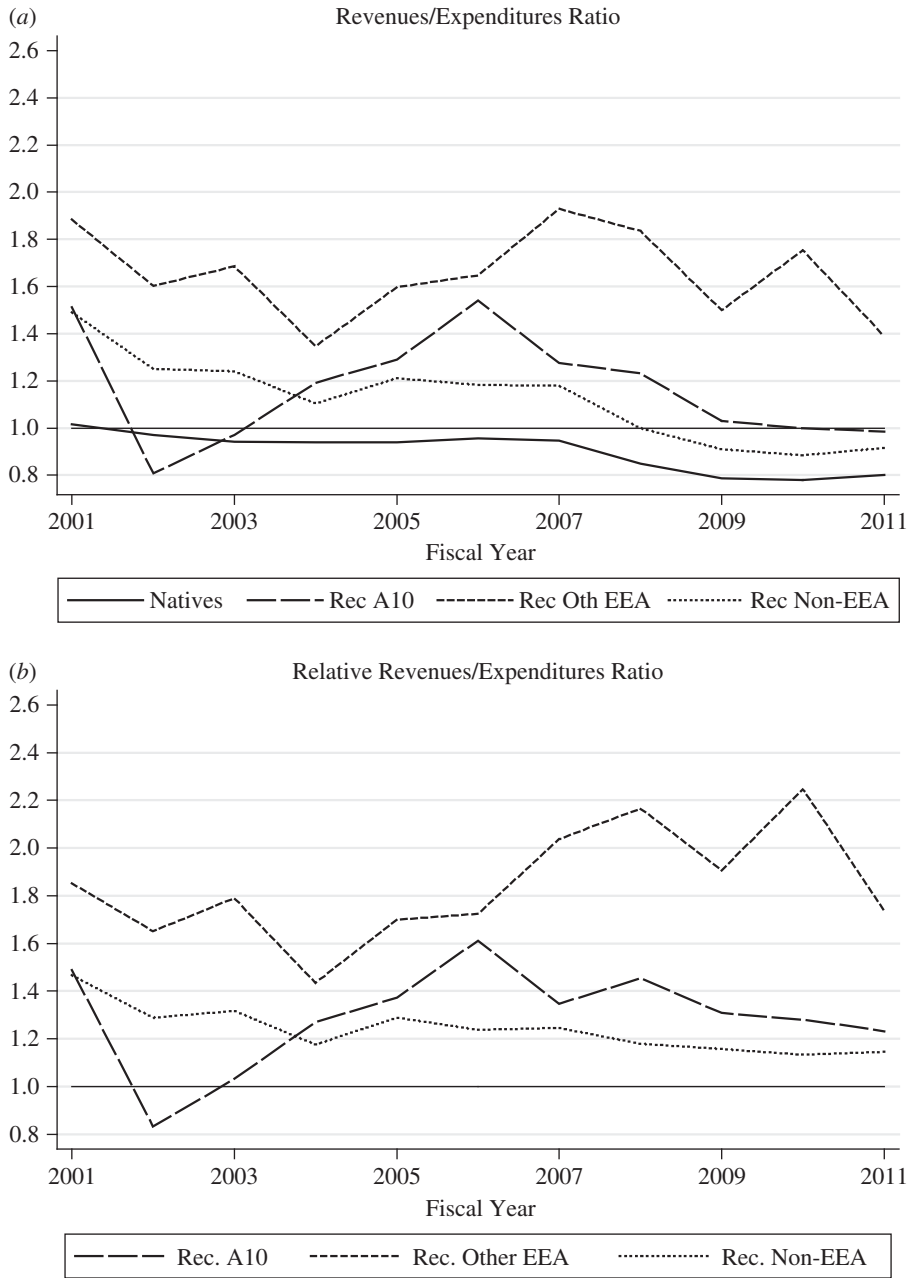 (a) Revenues/Expenditures Ratio
2.6
2.4
2.2
2.0
1.8
1.6
1.4
1.2
1.0
0.8
2001 2003 2005 2007 2009 2011
Fiscal Year
Natives Rec A10 Rec Oth EEA Rec Non-EEA
(b) Relative Revenues/Expenditures Ratio
2.6
2.4
2.2
2.0
1.8
1.6
1.4
1.2
1.0
0.8
2001 2003 2005 2007 2009 2011
Fiscal Year
Rec. A10 Rec. Other EEA Rec. Non-EEA